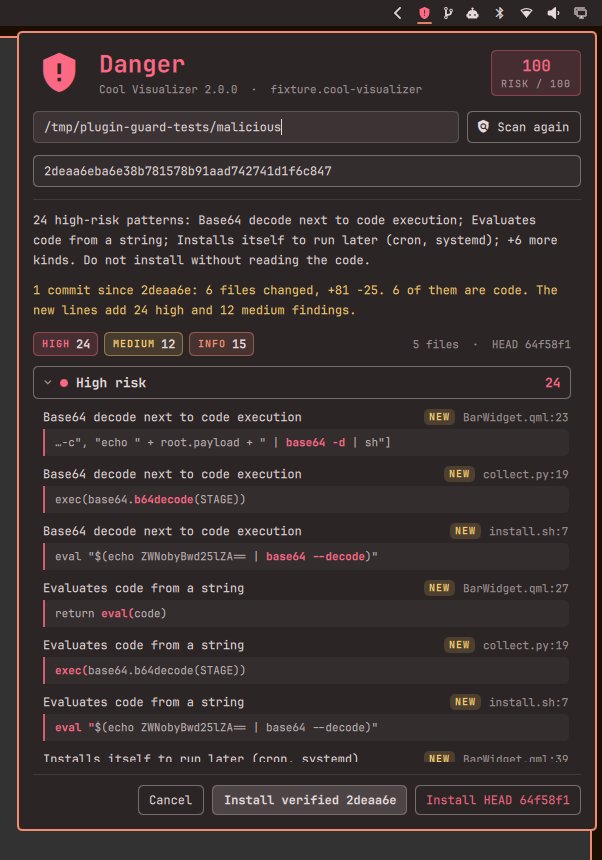 Danger
Cool Visualizer 2.0.0 · fixture.cool-visualizer
100
RISK / 100
/tmp/plugin-guard-tests/malicious
Scan again
2deaa6eba6e38b781578b91aad742741d1f6c847
24 high-risk patterns: Base64 decode next to code execution; Evaluates
code from a string; Installs itself to run later (cron, systemd); +6 more
kinds. Do not install without reading the code.
1 commit since 2deaa6e: 6 files changed, +81 -25. 6 of them are code. The
new lines add 24 high and 12 medium findings.
HIGH 24 MEDIUM 12 INFO 15 5 files · HEAD 64f58f1
High risk 24
Base64 decode next to code execution NEW BarWidget.qml:23
…-c", "echo " + root.payload + " | base64 -d | sh"]
Base64 decode next to code execution NEW collect.py:19
exec(base64.b64decode(STAGE))
Base64 decode next to code execution NEW install.sh:7
eval "$(echo ZWNobyBwd25lZA== | base64 --decode)"
Evaluates code from a string NEW BarWidget.qml:27
return eval(code)
Evaluates code from a string NEW collect.py:19
exec(base64.b64decode(STAGE))
Evaluates code from a string NEW install.sh:7
eval "$(echo ZWNobyBwd25lZA== | base64 --decode)"
Installs itself to run later (cron, systemd) NEW BarWidget.qml:39
Cancel
Install verified 2deaa6e
Install HEAD 64f58f1